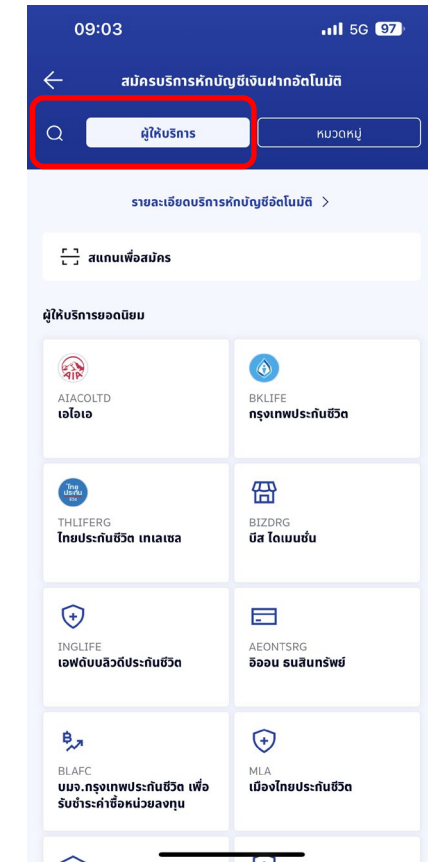 09:03
5G 97
สมัครบริการหักบัญชีเงินฝากอัตโนมัติ
ผู้ให้บริการ
หมวดหมู่
รายละเอียดบริการหักบัญชีอัตโนมัติ >
สแกนเพื่อสมัคร
ผู้ให้บริการยอดนิยม
AIA
AIACOLTD
เอไอเอ
BKLIFE
กรุงเทพประกันชีวิต
ไทย
ประกัน
ชีวิต
THLIFERG
ไทยประกันชีวิต เทเลเซล
BIZDRG
บีส ไดเมนชั่น
INGLIFE
เอฟดับบลิวดีประกันชีวิต
AEONTSRG
อิออน ธนสินทรัพย์
฿
BLAFC
บมจ.กรุงเทพประกันชีวิต เพื่อ
รับชำระค่าซื้อหน่วยลงทุน
MLA
เมืองไทยประกันชีวิต